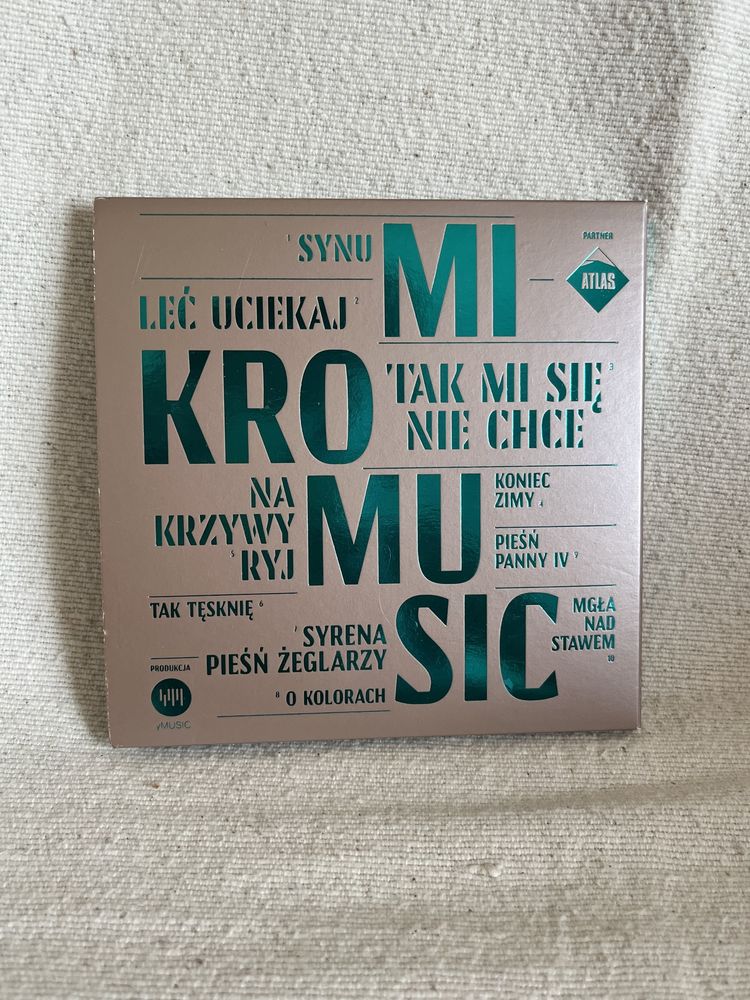 PARTNER
ATLAS
1 SYNU
MI
LEĆ UCIEKAJ 2
KRO
TAK MI SIĘ 3
NIE CHCE
NA
KRZYWY
5 RYJ
MU
KONIEC
ZIMY 4
PIEŚŃ
PANNY IV 9
TAK TĘSKNIĘ 6
SIC
7 SYRENA
PIEŚŃ ŻEGLARZY
8 O KOLORACH
MGŁA
NAD
STAWEM
10
PRODUKCJA
yMUSIC